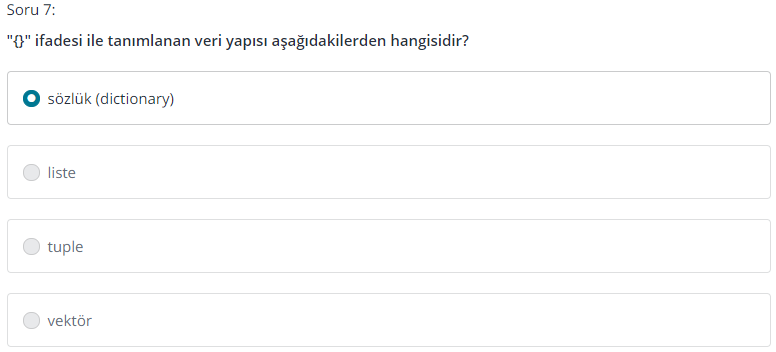 Soru 7:
"{}" ifadesi ile tanımlanan veri yapısı aşağıdakilerden hangisidir?
sözlük (dictionary)
liste
tuple
vektör